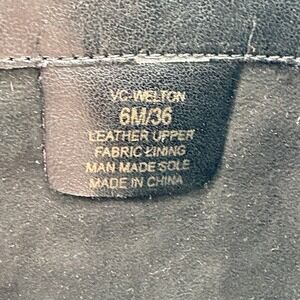 VC-WELTON
6M/36
LEATHER UPPER
FABRIC LINING
MAN MADE SOLE
MADE IN CHINA